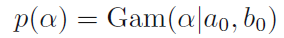 p(α) = Gam(α|a₀, b₀)